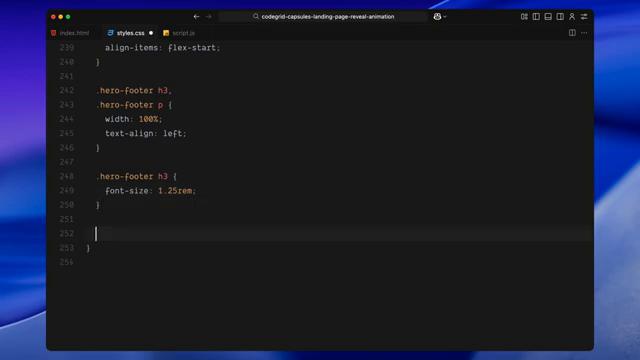 codegrid-capsules-landing-page-reveal-animation
index.html styles.css script.js
239 align-items: flex-start;
240 }
241
242 .hero-footer h3,
243 .hero-footer p {
244 width: 100%;
245 text-align: left;
246 }
247
248 .hero-footer h3 {
249 font-size: 1.25rem;
250 }
251
252
253 }
254